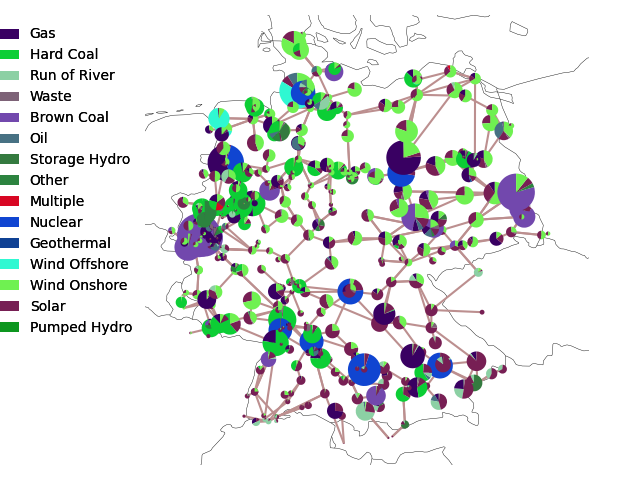 Gas
Hard Coal
Run of River
Waste
Brown Coal
Oil
Storage Hydro
Other
Multiple
Nuclear
Geothermal
Wind Offshore
Wind Onshore
Solar
Pumped Hydro